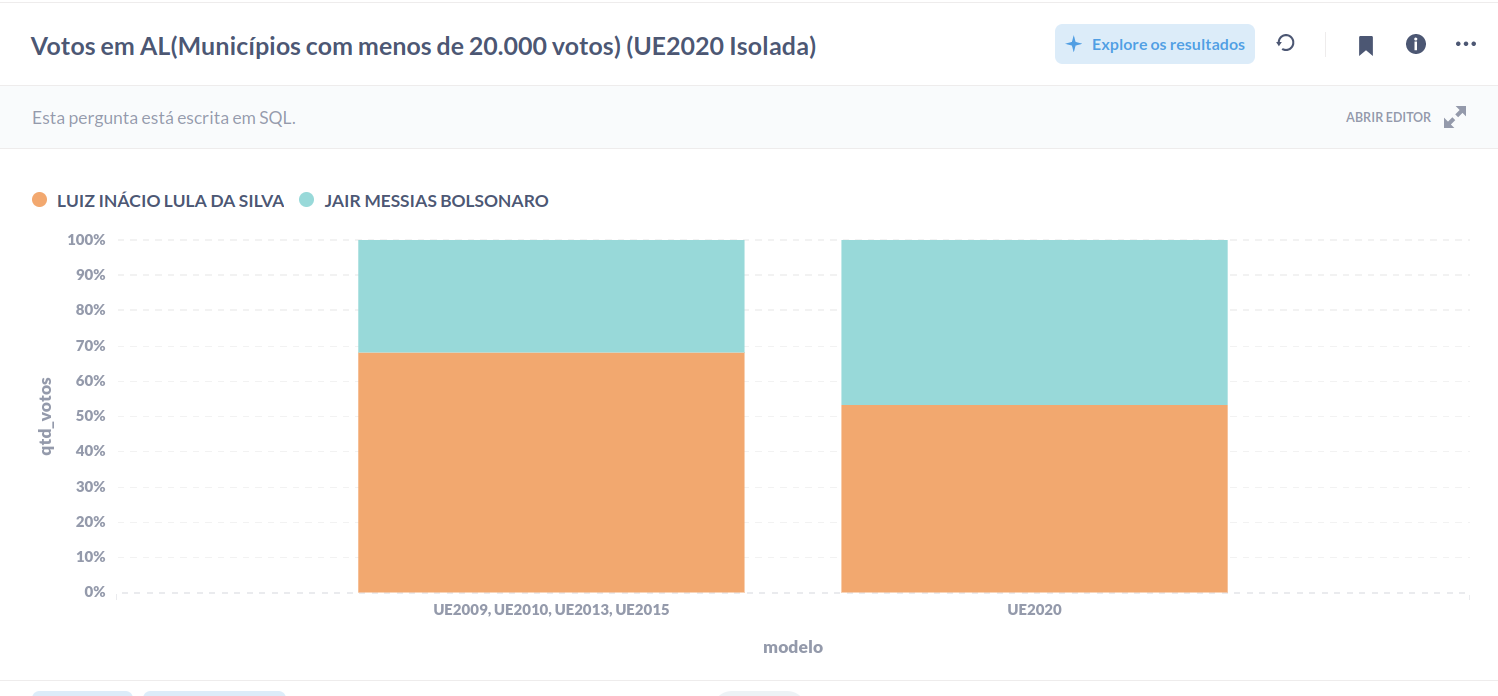 Votos em AL(Municípios com menos de 20.000 votos) (UE2020 Isolada)
Explore os resultados
Esta pergunta está escrita em SQL.
ABRIR EDITOR
LUIZ INÁCIO LULA DA SILVA
JAIR MESSIAS BOLSONARO
100%
90%
80%
70%
60%
50%
40%
30%
20%
10%
0%
qtd_votos
UE2009, UE2010, UE2013, UE2015
UE2020
modelo